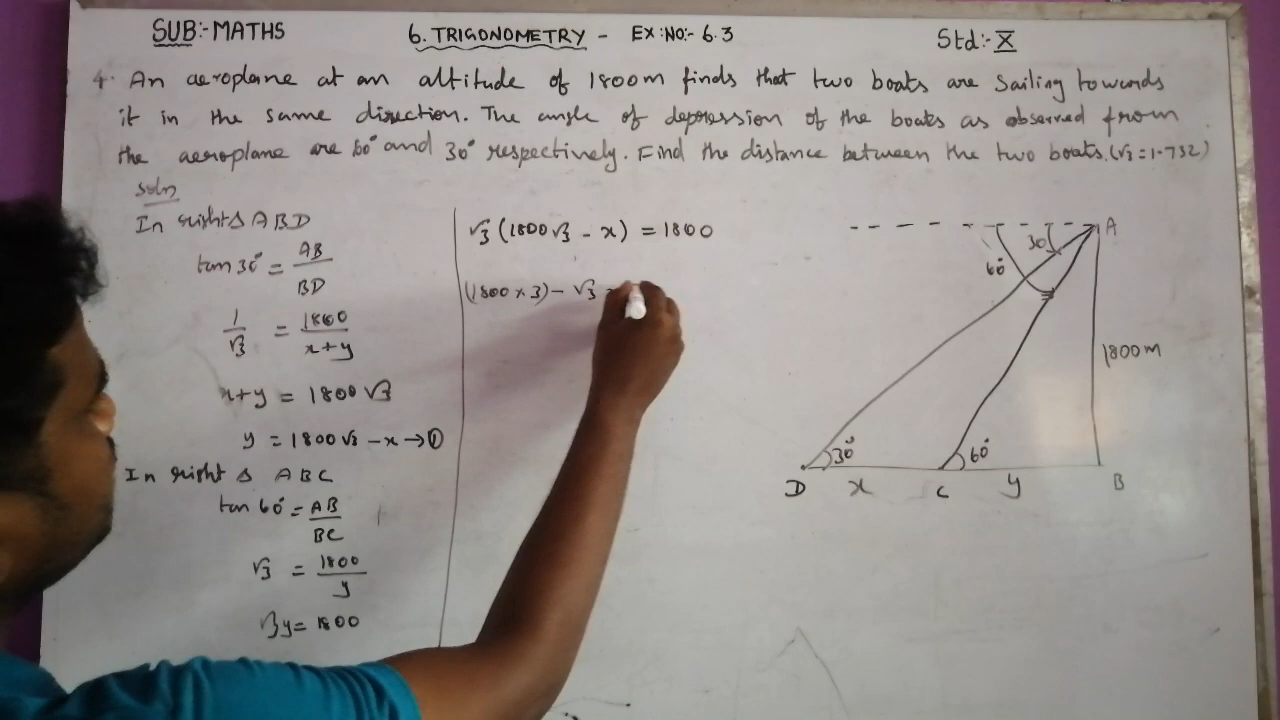 SUB:-MATHS
6. TRIGONOMETRY - EX:NO:- 6.3
Std:- X
4. An aeroplane at an altitude of 1800m finds that two boats are sailing towards
it in the same direction. The angle of depression of the boats as observed from
the aeroplane are 60° and 30° respectively. Find the distance between the two boats. (√3 = 1.732)
Soln
In right Δ ABD
tan 30° = AB/BD
1/√3 = 1800/x+y
x+y = 1800√3
y = 1800√3 - x → ①
In right Δ ABC
tan 60° = AB/BC
√3 = 1800/y
√3y = 1800
√3 (1800√3 - x) = 1800
(1800 × 3) - √3
A
30
60°
1800m
30°
60°
D
x
C
y
B